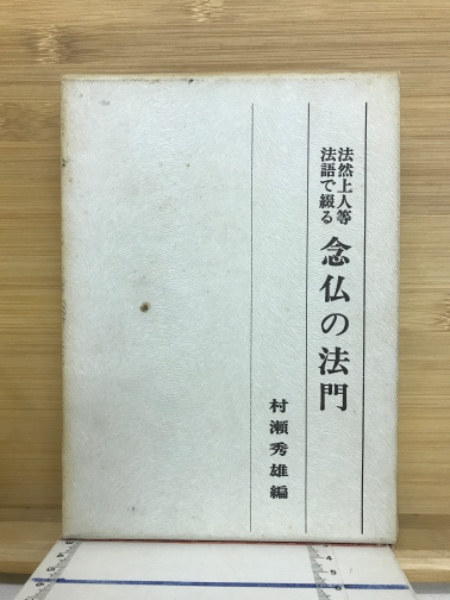 法然上人等
法語で綴る
念仏の法門
村瀬秀雄編